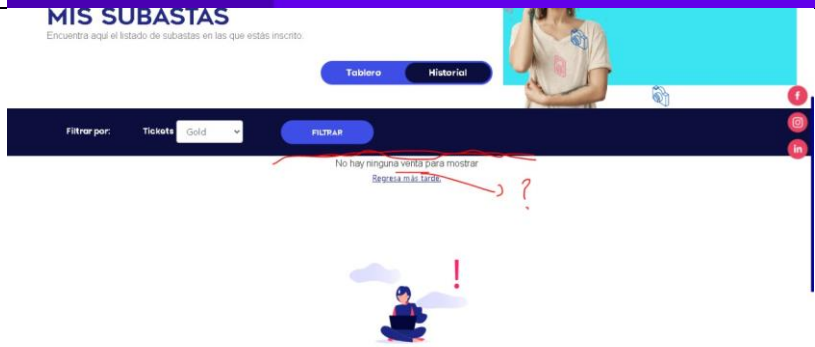 MIS SUBASTAS
Encuentra aquí el listado de subastas en las que estás inscrito.
Tablero Historial
Filtrar por: Tickets Gold FILTRAR
No hay ninguna venta para mostrar
Regresa más tarde.
?
!
f
in